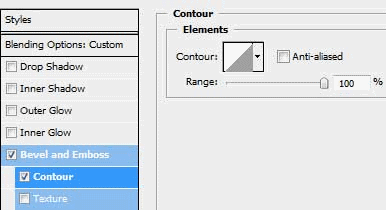 Styles
Blending Options: Custom
Drop Shadow
Inner Shadow
Outer Glow
Inner Glow
Bevel and Emboss
Contour
Texture
Contour
Elements
Contour:
Anti-aliased
Range:
100 %